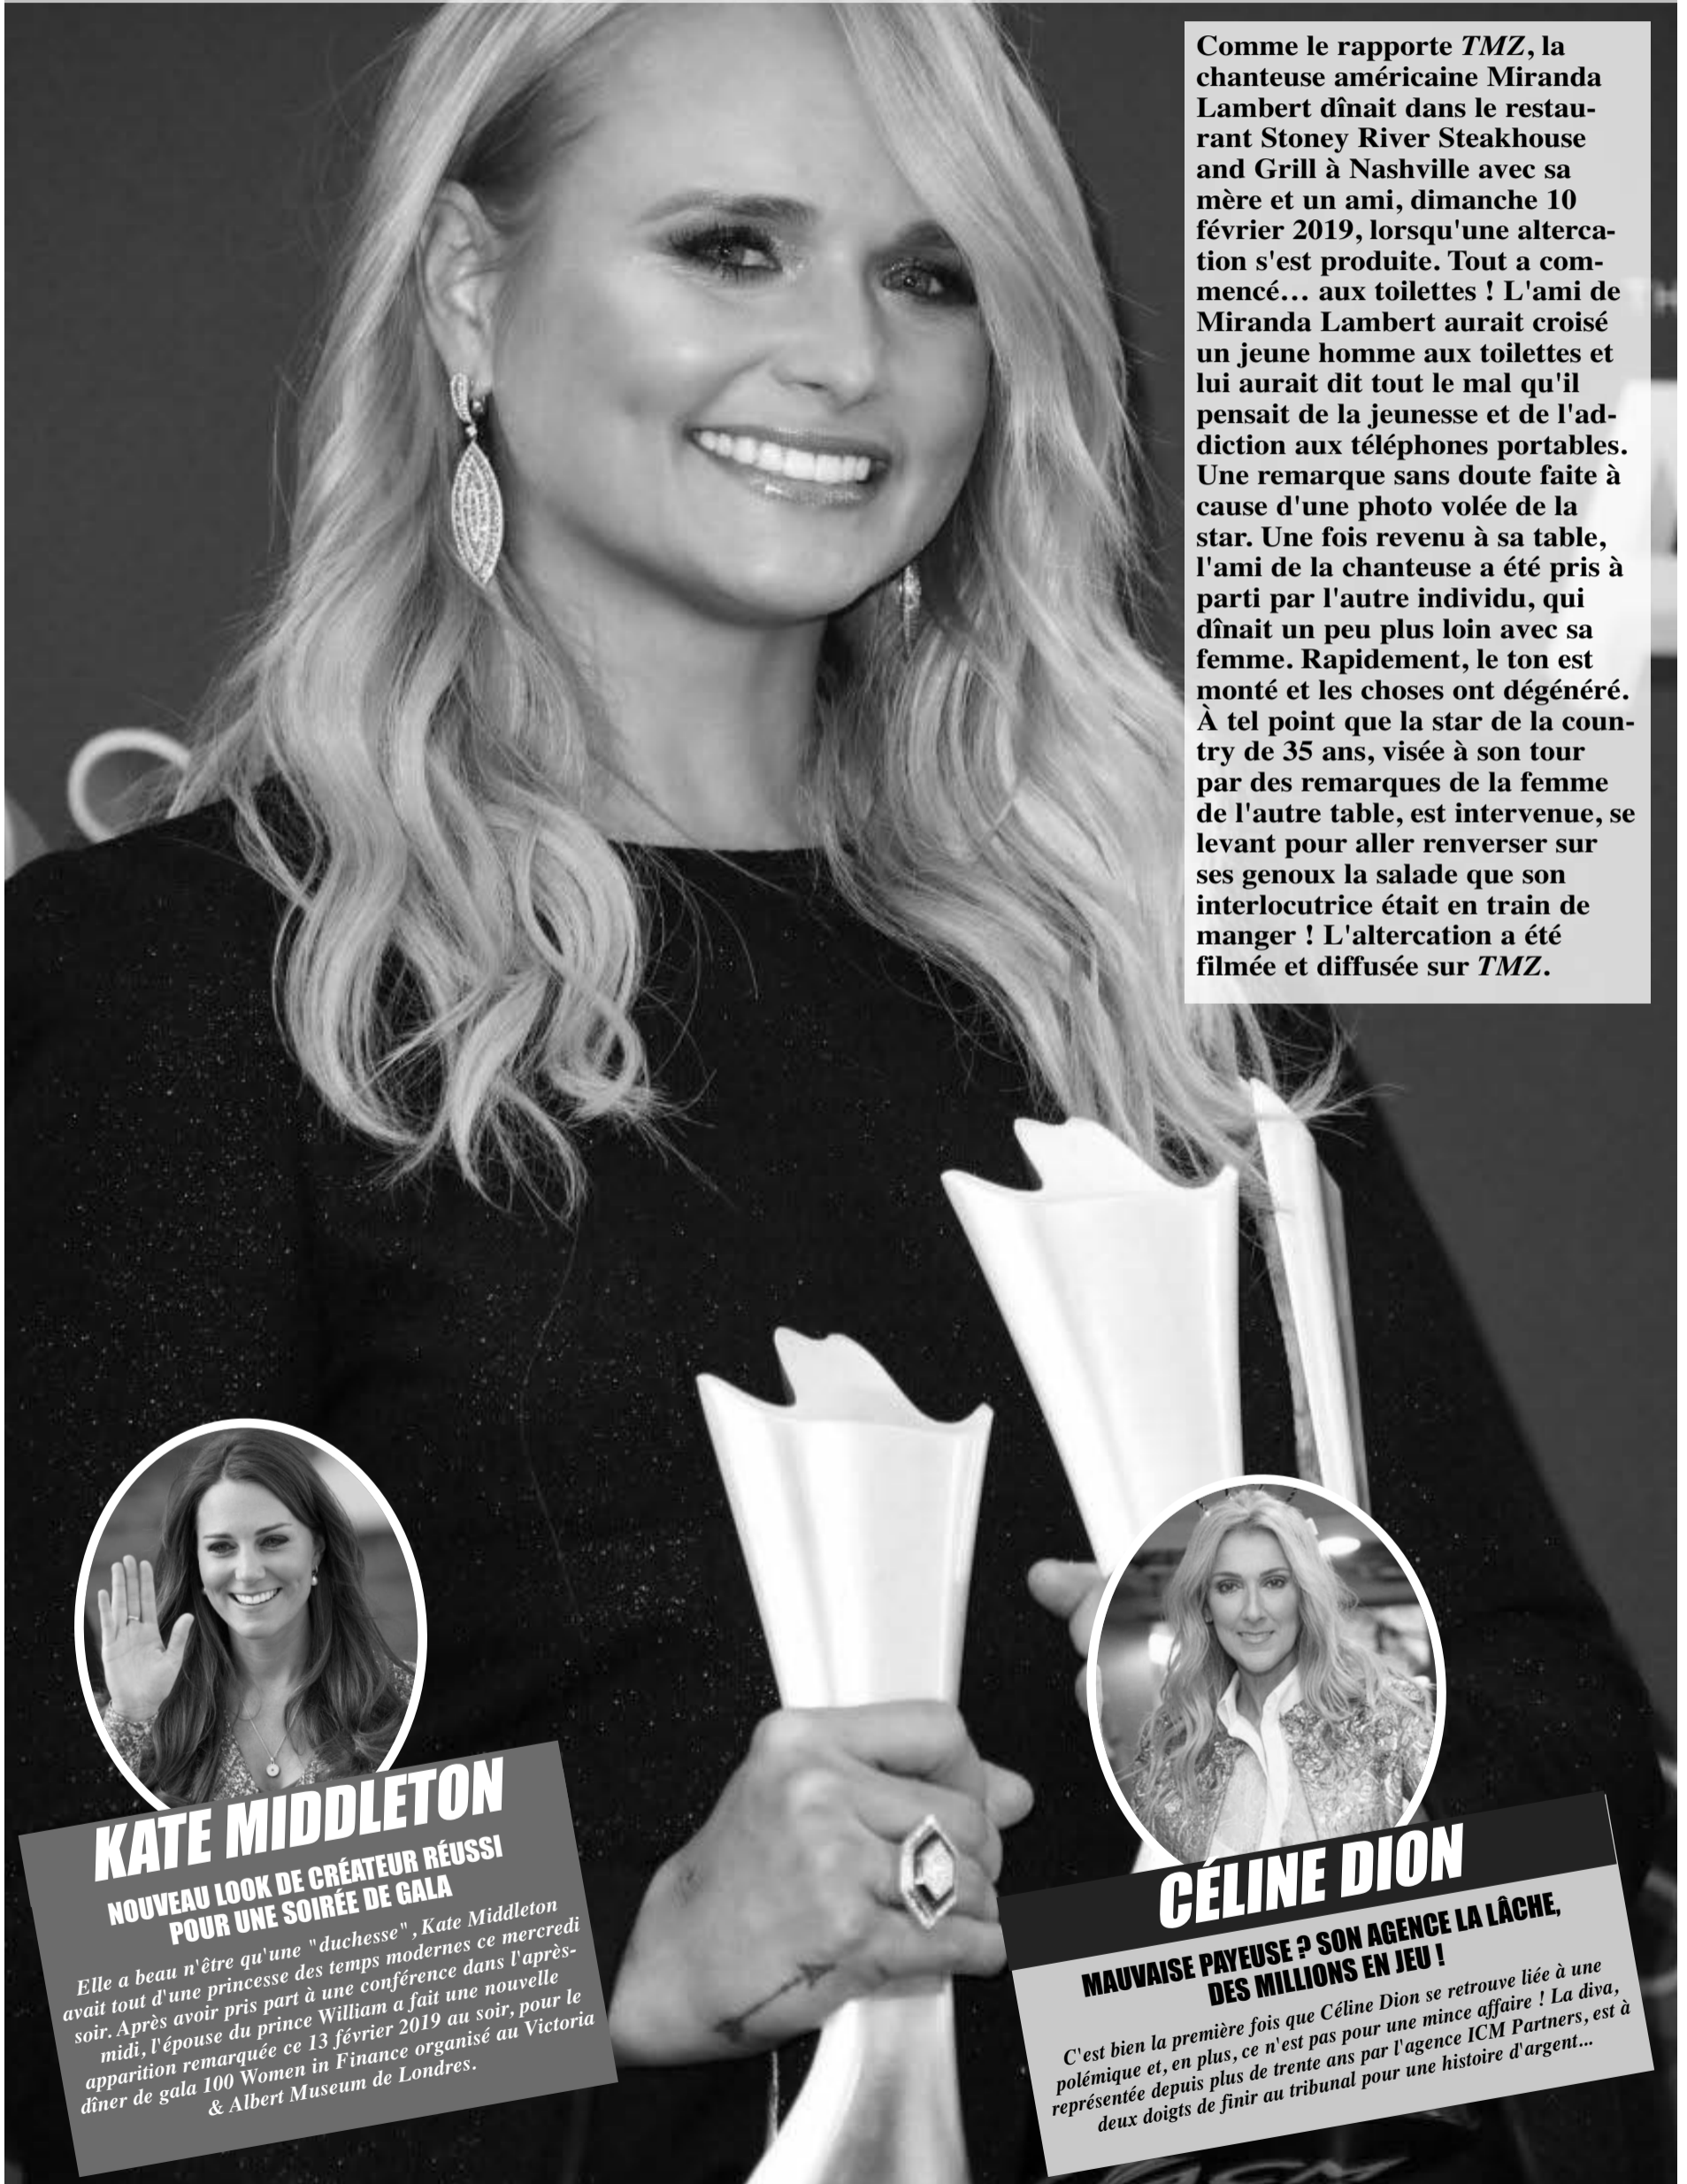 Comme le rapporte TMZ, la
chanteuse américaine Miranda
Lambert dînait dans le restau-
rant Stoney River Steakhouse
and Grill à Nashville avec sa
mère et un ami, dimanche 10
février 2019, lorsqu'une alterca-
tion s'est produite. Tout a com-
mencé… aux toilettes ! L'ami de
Miranda Lambert aurait croisé
un jeune homme aux toilettes et
lui aurait dit tout le mal qu'il
pensait de la jeunesse et de l'ad-
diction aux téléphones portables.
Une remarque sans doute faite à
cause d'une photo volée de la
star. Une fois revenu à sa table,
l'ami de la chanteuse a été pris à
parti par l'autre individu, qui
dînait un peu plus loin avec sa
femme. Rapidement, le ton est
monté et les choses ont dégénéré.
À tel point que la star de la coun-
try de 35 ans, visée à son tour
par des remarques de la femme
de l'autre table, est intervenue, se
levant pour aller renverser sur
ses genoux la salade que son
interlocutrice était en train de
manger ! L'altercation a été
filmée et diffusée sur TMZ.
KATE MIDDLETON
NOUVEAU LOOK DE CRÉATEUR RÉUSSI
POUR UNE SOIRÉE DE GALA
Elle a beau n'être qu'une "duchesse", Kate Middleton
avait tout d'une princesse des temps modernes ce mercredi
soir. Après avoir pris part à une conférence dans l'après-
midi, l'épouse du prince William a fait une nouvelle
apparition remarquée ce 13 février 2019 au soir, pour le
dîner de gala 100 Women in Finance organisé au Victoria
& Albert Museum de Londres.
CÉLINE DION
MAUVAISE PAYEUSE ? SON AGENCE LA LÂCHE,
DES MILLIONS EN JEU !
C'est bien la première fois que Céline Dion se retrouve liée à une
polémique et, en plus, ce n'est pas pour une mince affaire ! La diva,
représentée depuis plus de trente ans par l'agence ICM Partners, est à
deux doigts de finir au tribunal pour une histoire d'argent...